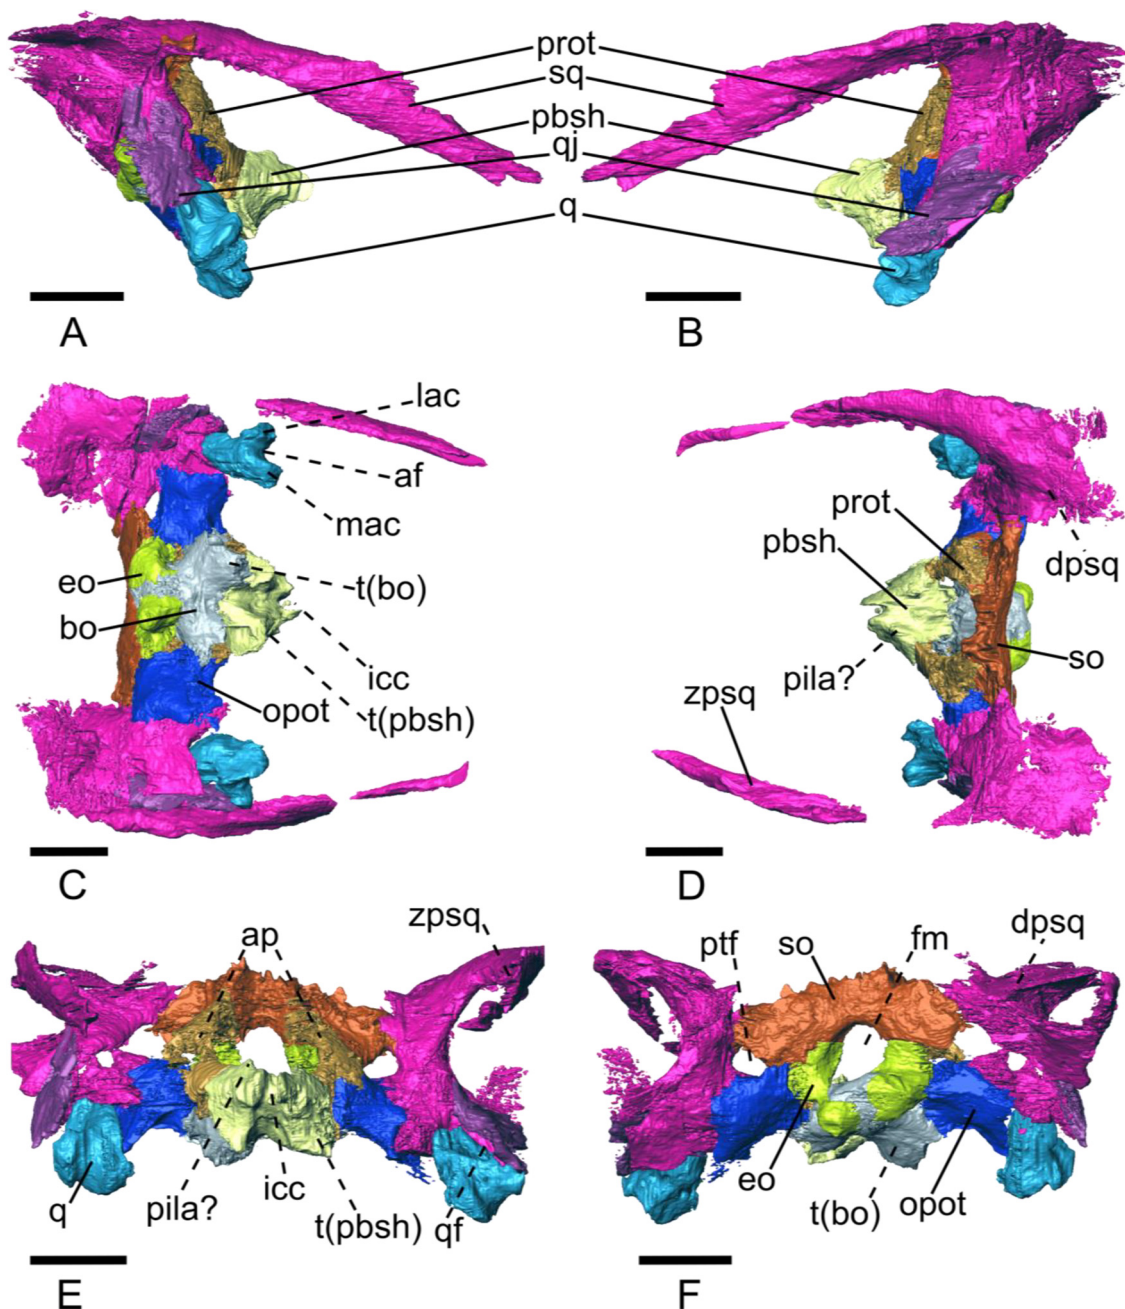 prot
sq
pbsh
qj
q
A
B
lac
af
mac
eo
bo
t(bo)
icc
t(pbsh)
opot
C
prot
pbsh
dpsq
pila?
so
zpsq
D
ap
zpsq
q
pila?
icc
t(pbsh)
qf
E
ptf
so
fm
dpsq
eo
t(bo)
opot
F